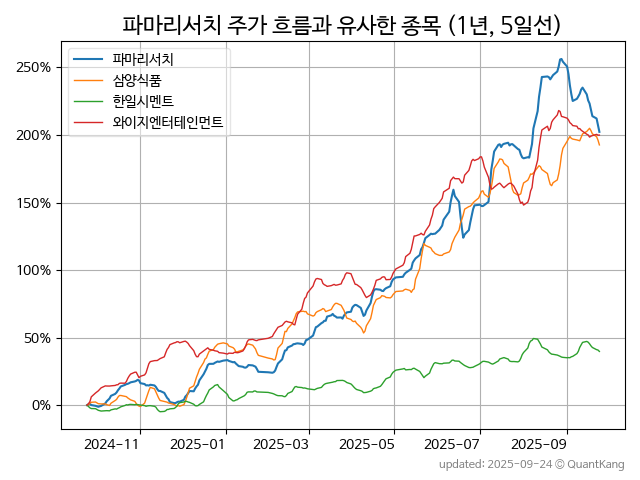 파마리서치 주가 흐름과 유사한 종목 (1년, 5일선)
파마리서치
삼양식품
한일시멘트
와이지엔터테인먼트
250%
200%
150%
100%
50%
0%
2024-11
2025-01
2025-03
2025-05
2025-07
2025-09
updated: 2025-09-24 © QuantKang